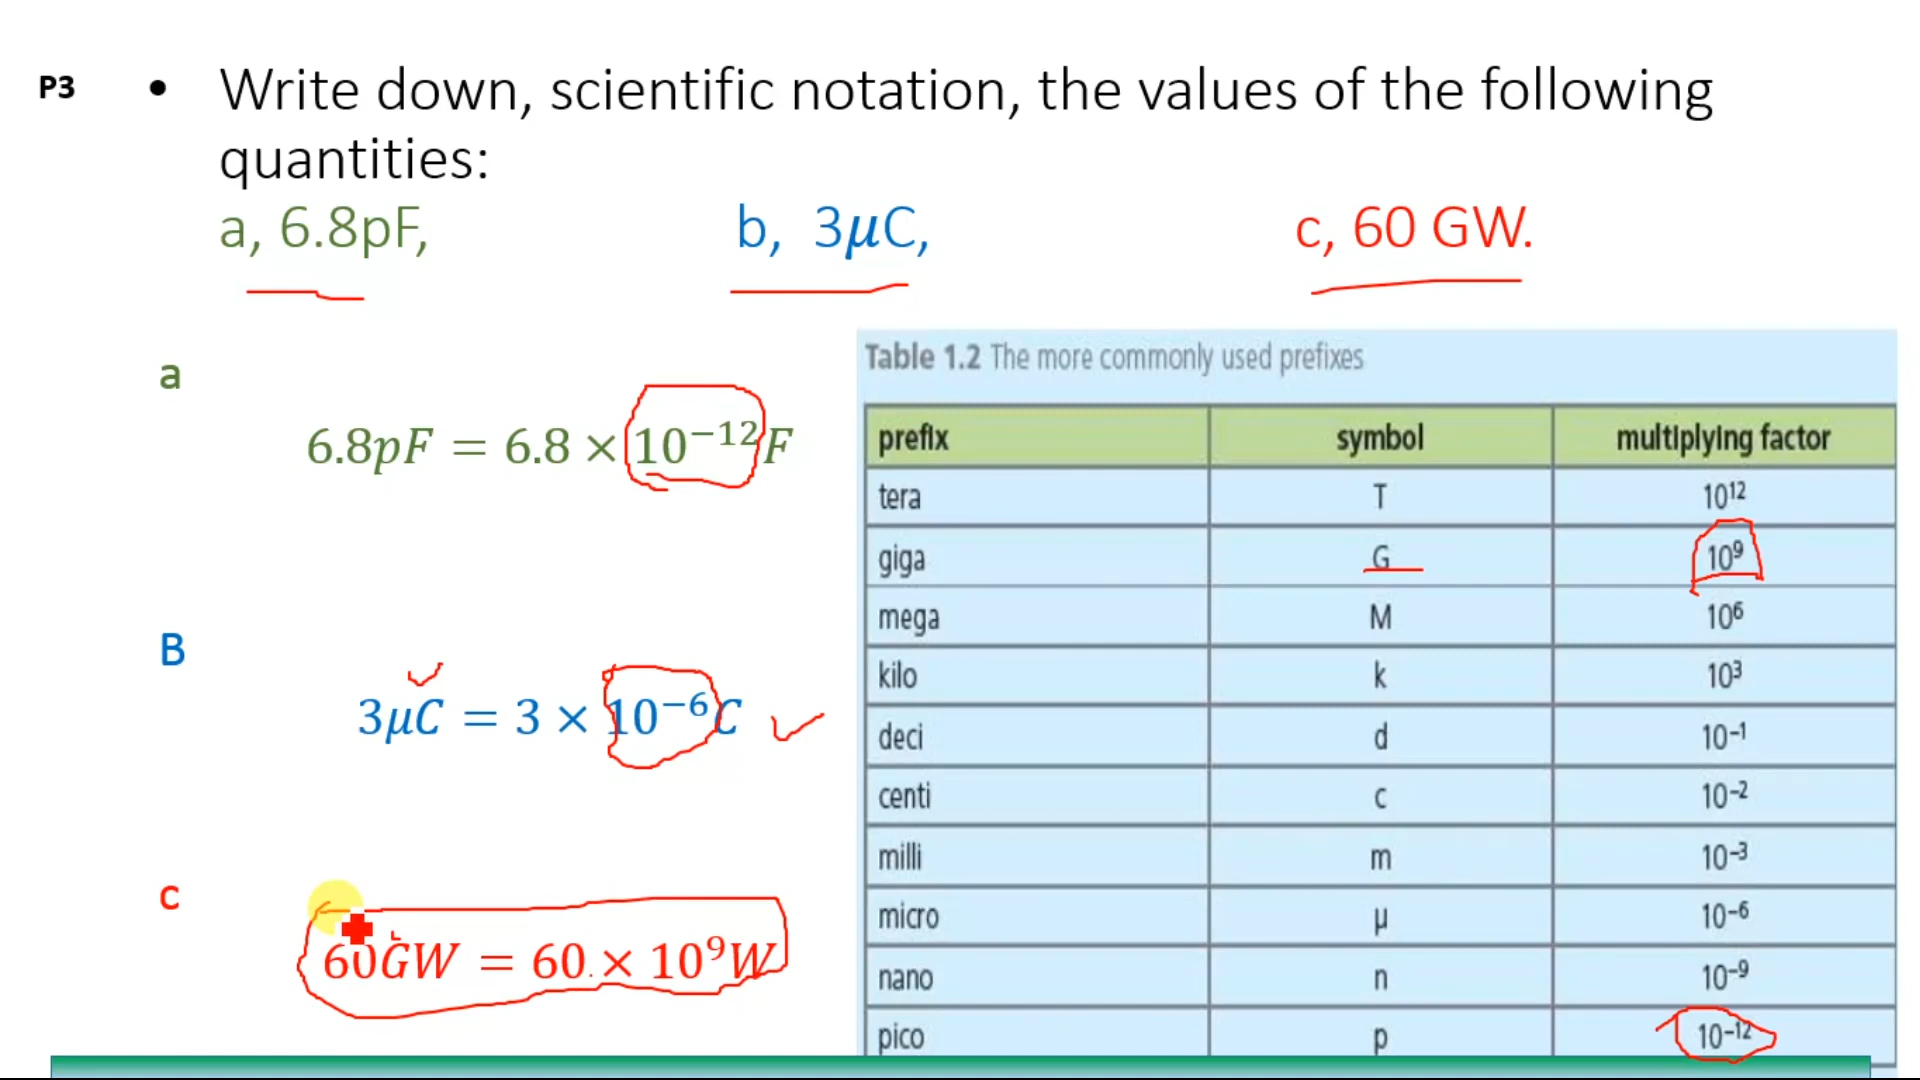 P3 • Write down, scientific notation, the values of the following
quantities:
a, 6.8pF, b, 3μC, c, 60 GW.
a
6.8pF = 6.8 × 10⁻¹² F
B
3μC = 3 × 10⁻⁶ C
c
60GW = 60 × 10⁹ W
Table 1.2 The more commonly used prefixes
prefix symbol multiplying factor
tera T 10¹²
giga G 10⁹
mega M 10⁶
kilo k 10³
deci d 10⁻¹
centi c 10⁻²
milli m 10⁻³
micro μ 10⁻⁶
nano n 10⁻⁹
pico p 10⁻¹²